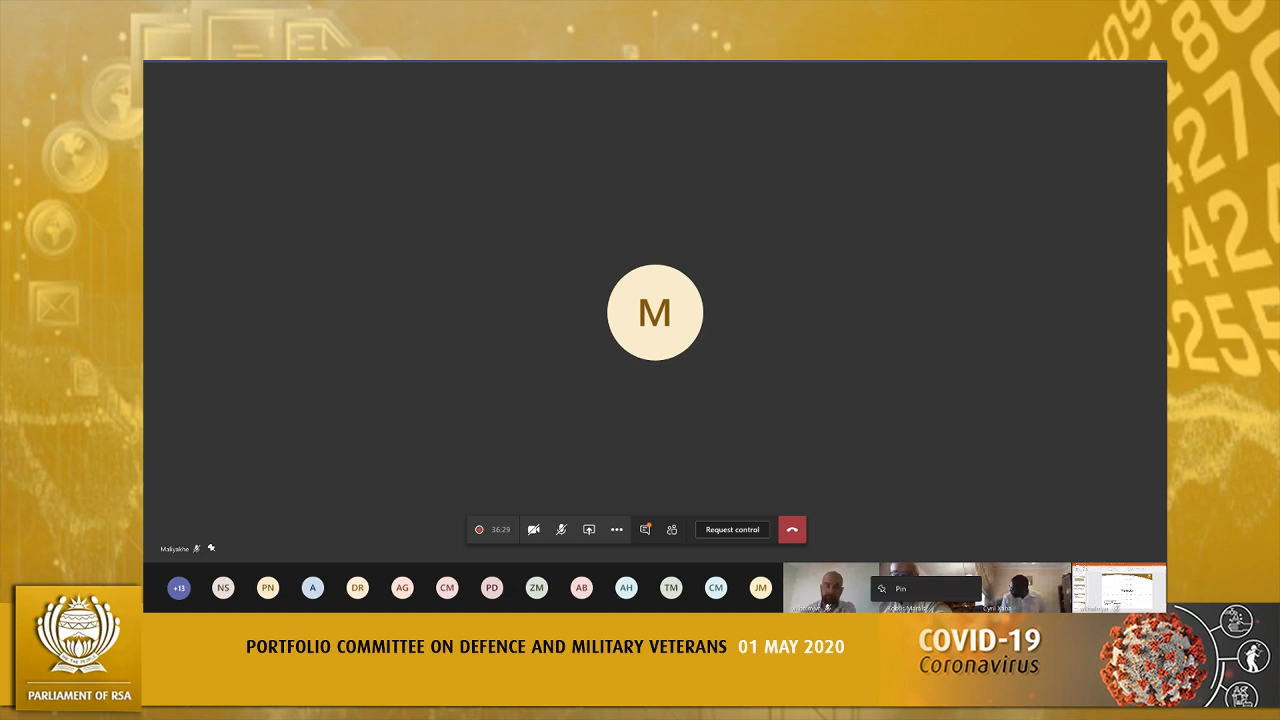 M
36:29
Request control
Maliyakhe
+13
NS
PN
A
DR
AG
CM
PD
ZM
AB
AH
TM
CM
JM
Pin
Cyril Xaba
PORTFOLIO COMMITTEE ON DEFENCE AND MILITARY VETERANS 01 MAY 2020
COVID-19
Coronavirus
PARLIAMENT OF RSA